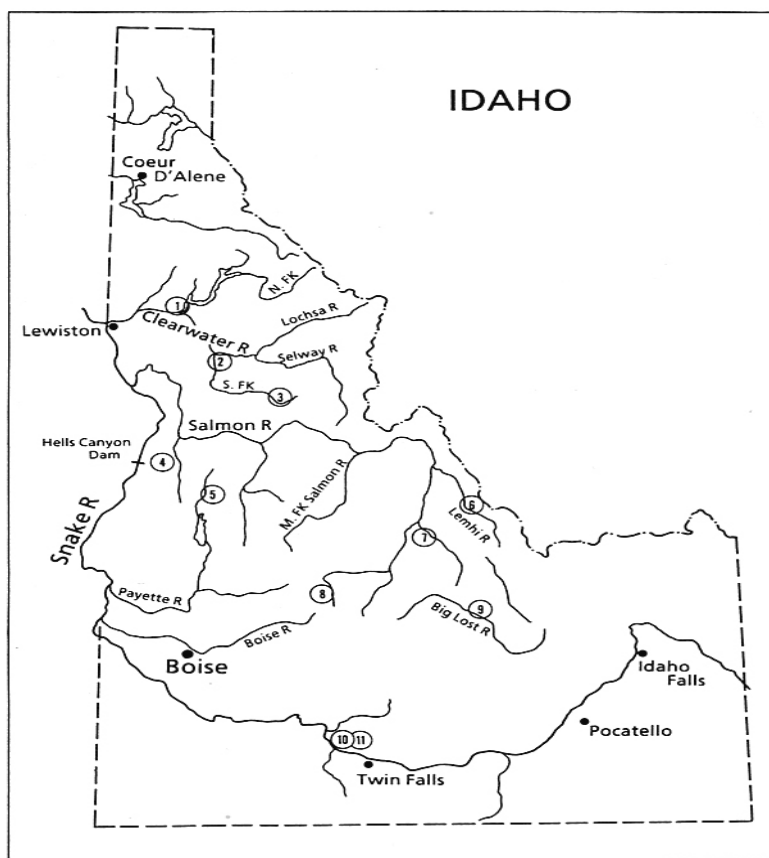 IDAHO
Coeur
D'Alene
N. FK
1
Lochsa R
Clearwater R
Lewiston
2
Selway R
S. FK
3
Salmon R
Hells Canyon
Dam
4
5
M. FK Salmon R
6
Lemhi R
7
Snake R
Payette R
8
9
Big Lost R
Boise R
Boise
Idaho
Falls
10
11
Pocatello
Twin Falls